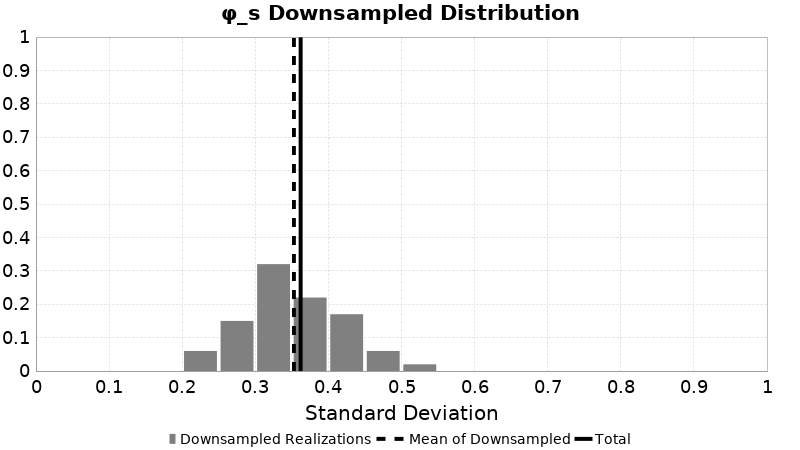 φ_s Downsampled Distribution
1
0.9
0.8
0.7
0.6
0.5
0.4
0.3
0.2
0.1
0
0 0.1 0.2 0.3 0.4 0.5 0.6 0.7 0.8 0.9 1
Standard Deviation
Downsampled Realizations Mean of Downsampled Total